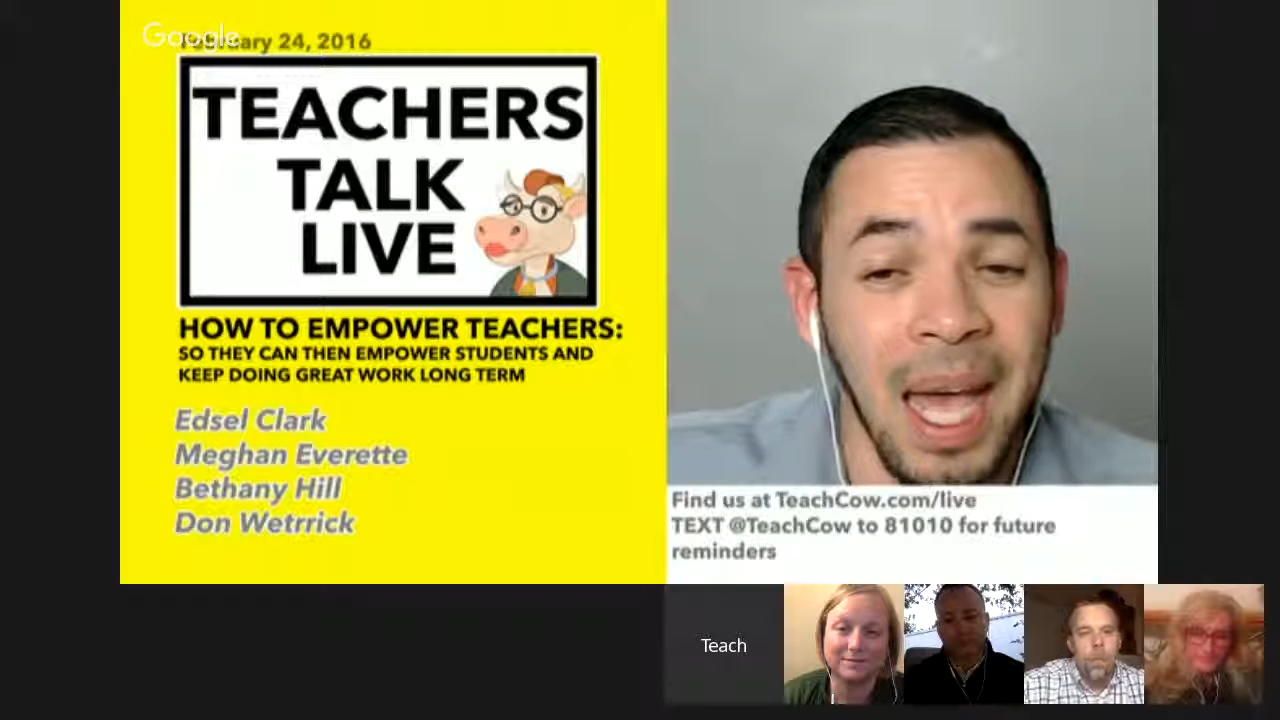 Google
February 24, 2016
TEACHERS
TALK
LIVE
HOW TO EMPOWER TEACHERS:
SO THEY CAN THEN EMPOWER STUDENTS AND
KEEP DOING GREAT WORK LONG TERM
Edsel Clark
Meghan Everette
Bethany Hill
Don Wetrrick
Find us at TeachCow.com/live
TEXT @TeachCow to 81010 for future
reminders
Teach